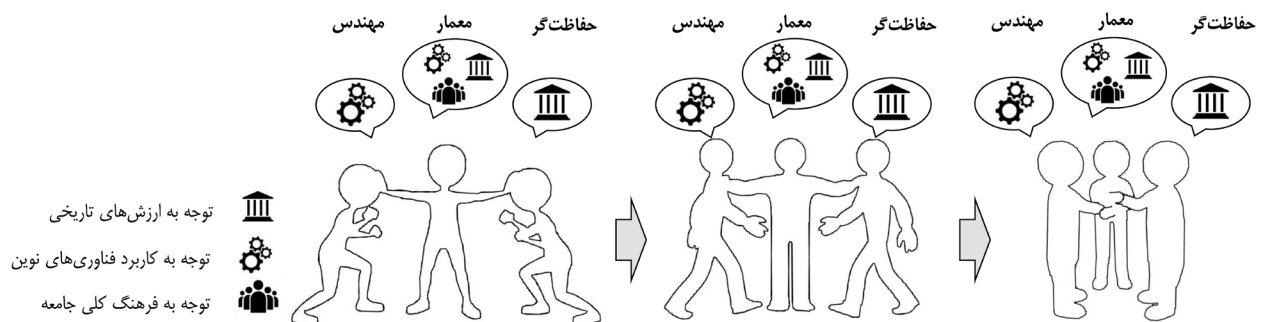 حفاظت‌گر
معمار
مهندس
حفاظت‌گر
معمار
مهندس
حفاظت‌گر
معمار
مهندس
توجه به ارزش‌های تاریخی
توجه به کاربرد فناوری‌های نوین
توجه به فرهنگ کلی جامعه